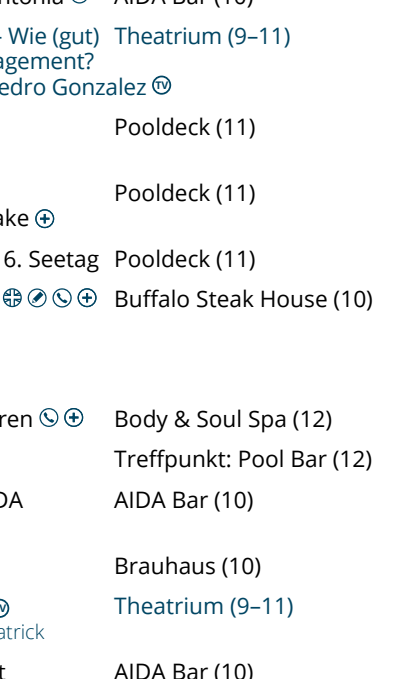 AIDA Bar (10)
- Wie (gut) Theatrium (9–11)
agement?
edro Gonzalez TV
Pooldeck (11)
Pooldeck (11)
ake
6. Seetag Pooldeck (11)
Buffalo Steak House (10)
ren Body & Soul Spa (12)
Treffpunkt: Pool Bar (12)
DA AIDA Bar (10)
Brauhaus (10)
Theatrium (9–11)
atrick
t AIDA Bar (10)